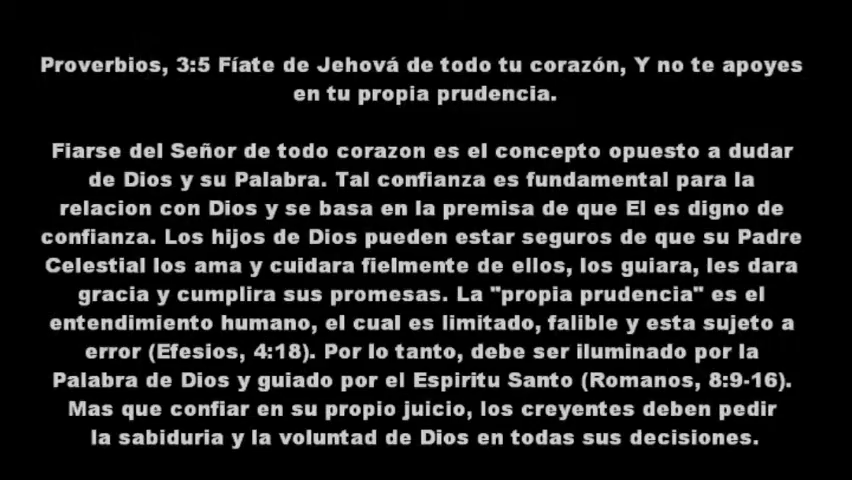 Proverbios, 3:5 Fíate de Jehová de todo tu corazón, Y no te apoyes
en tu propia prudencia.
Fiarse del Señor de todo corazon es el concepto opuesto a dudar
de Dios y su Palabra. Tal confianza es fundamental para la
relacion con Dios y se basa en la premisa de que El es digno de
confianza. Los hijos de Dios pueden estar seguros de que su Padre
Celestial los ama y cuidara fielmente de ellos, los guiara, les dara
gracia y cumplira sus promesas. La "propia prudencia" es el
entendimiento humano, el cual es limitado, falible y esta sujeto a
error (Efesios, 4:18). Por lo tanto, debe ser iluminado por la
Palabra de Dios y guiado por el Espiritu Santo (Romanos, 8:9-16).
Mas que confiar en su propio juicio, los creyentes deben pedir
la sabiduria y la voluntad de Dios en todas sus decisiones.